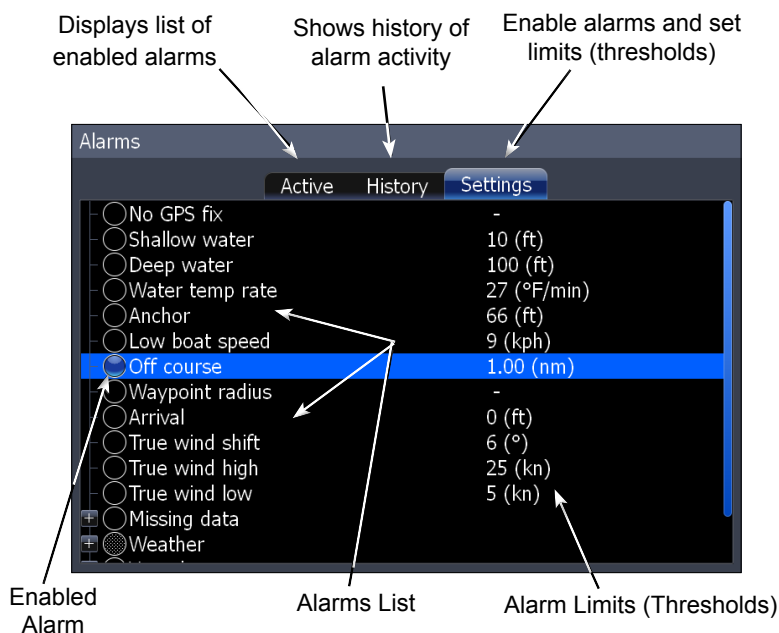 Displays list of
enabled alarms
Shows history of
alarm activity
Enable alarms and set
limits (thresholds)
Alarms
Active History Settings
No GPS fix -
Shallow water 10 (ft)
Deep water 100 (ft)
Water temp rate 27 (°F/min)
Anchor 66 (ft)
Low boat speed 9 (kph)
Off course 1.00 (nm)
Waypoint radius -
Arrival 0 (ft)
True wind shift 6 (°)
True wind high 25 (kn)
True wind low 5 (kn)
Missing data
Weather
Enabled
Alarm
Alarms List
Alarm Limits (Thresholds)